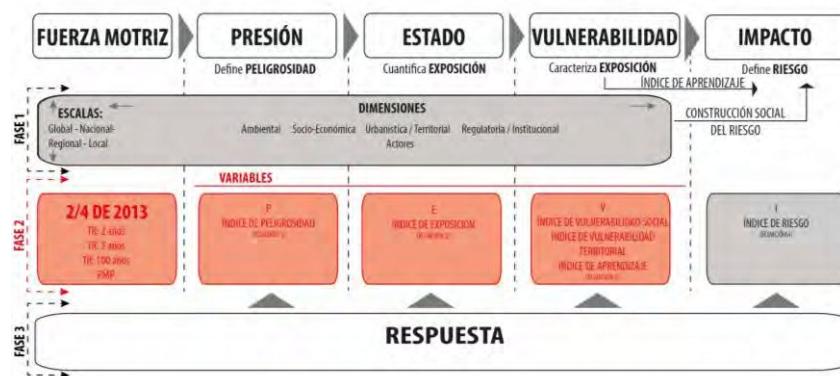 FUERZA MOTRIZ
PRESIÓN
ESTADO
VULNERABILIDAD
IMPACTO
Define PELIGROSIDAD
Cuantifica EXPOSICIÓN
Caracteriza EXPOSICIÓN
Define RIESGO
ÍNDICE DE APRENDIZAJE
FASE 1
ESCALAS:
Global - Nacional-
Regional - Local
DIMENSIONES
Ambiental Socio-Económica Urbanística / Territorial Regulatoria / Institucional
Actores
CONSTRUCCIÓN SOCIAL
DEL RIESGO
VARIABLES
FASE 2
2/4 DE 2013
TR: 2 años
TR: 100 años
PMP
P
ÍNDICE DE PELIGROSIDAD
E
ÍNDICE DE EXPOSICIÓN
V
ÍNDICE DE VULNERABILIDAD SOCIAL
ÍNDICE DE VULNERABILIDAD
TERRITORIAL
ÍNDICE DE APRENDIZAJE
I
ÍNDICE DE RIESGO
FASE 3
RESPUESTA